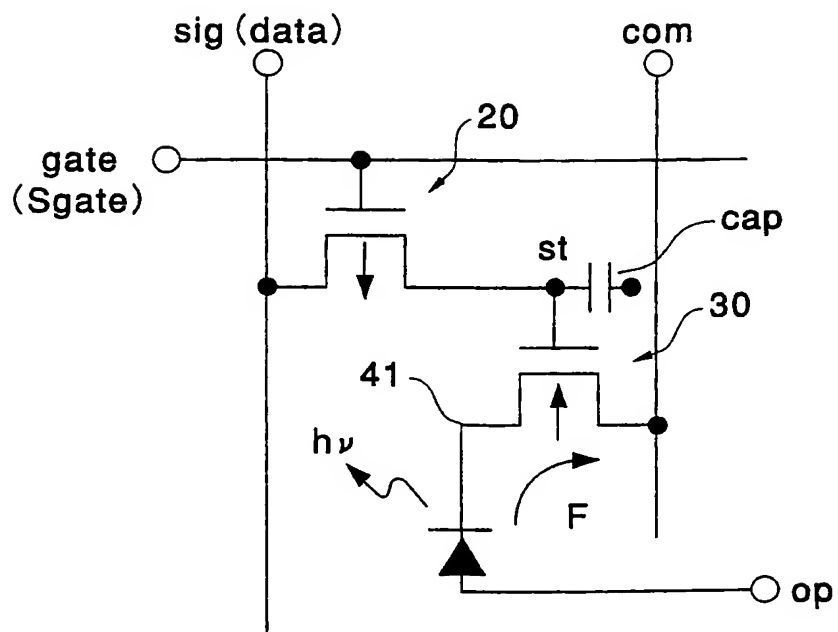 sig (data)
com
20
gate
(Sgate)
cap
st
30
41
hν
F
op